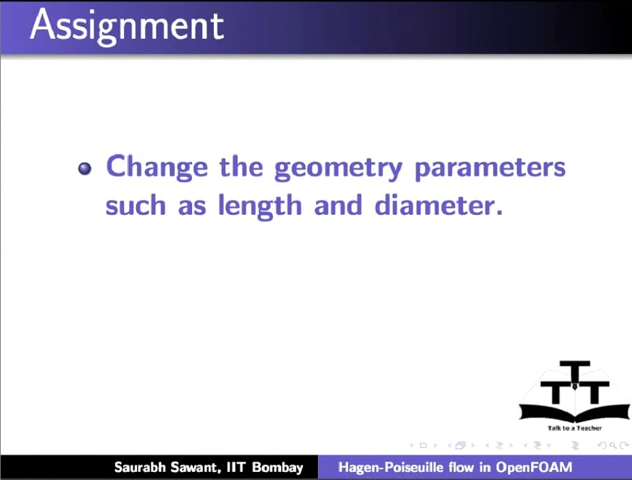 Assignment
Change the geometry parameters
such as length and diameter.
T
T T
Talk to a Teacher
Saurabh Sawant, IIT Bombay Hagen-Poiseuille flow in OpenFOAM